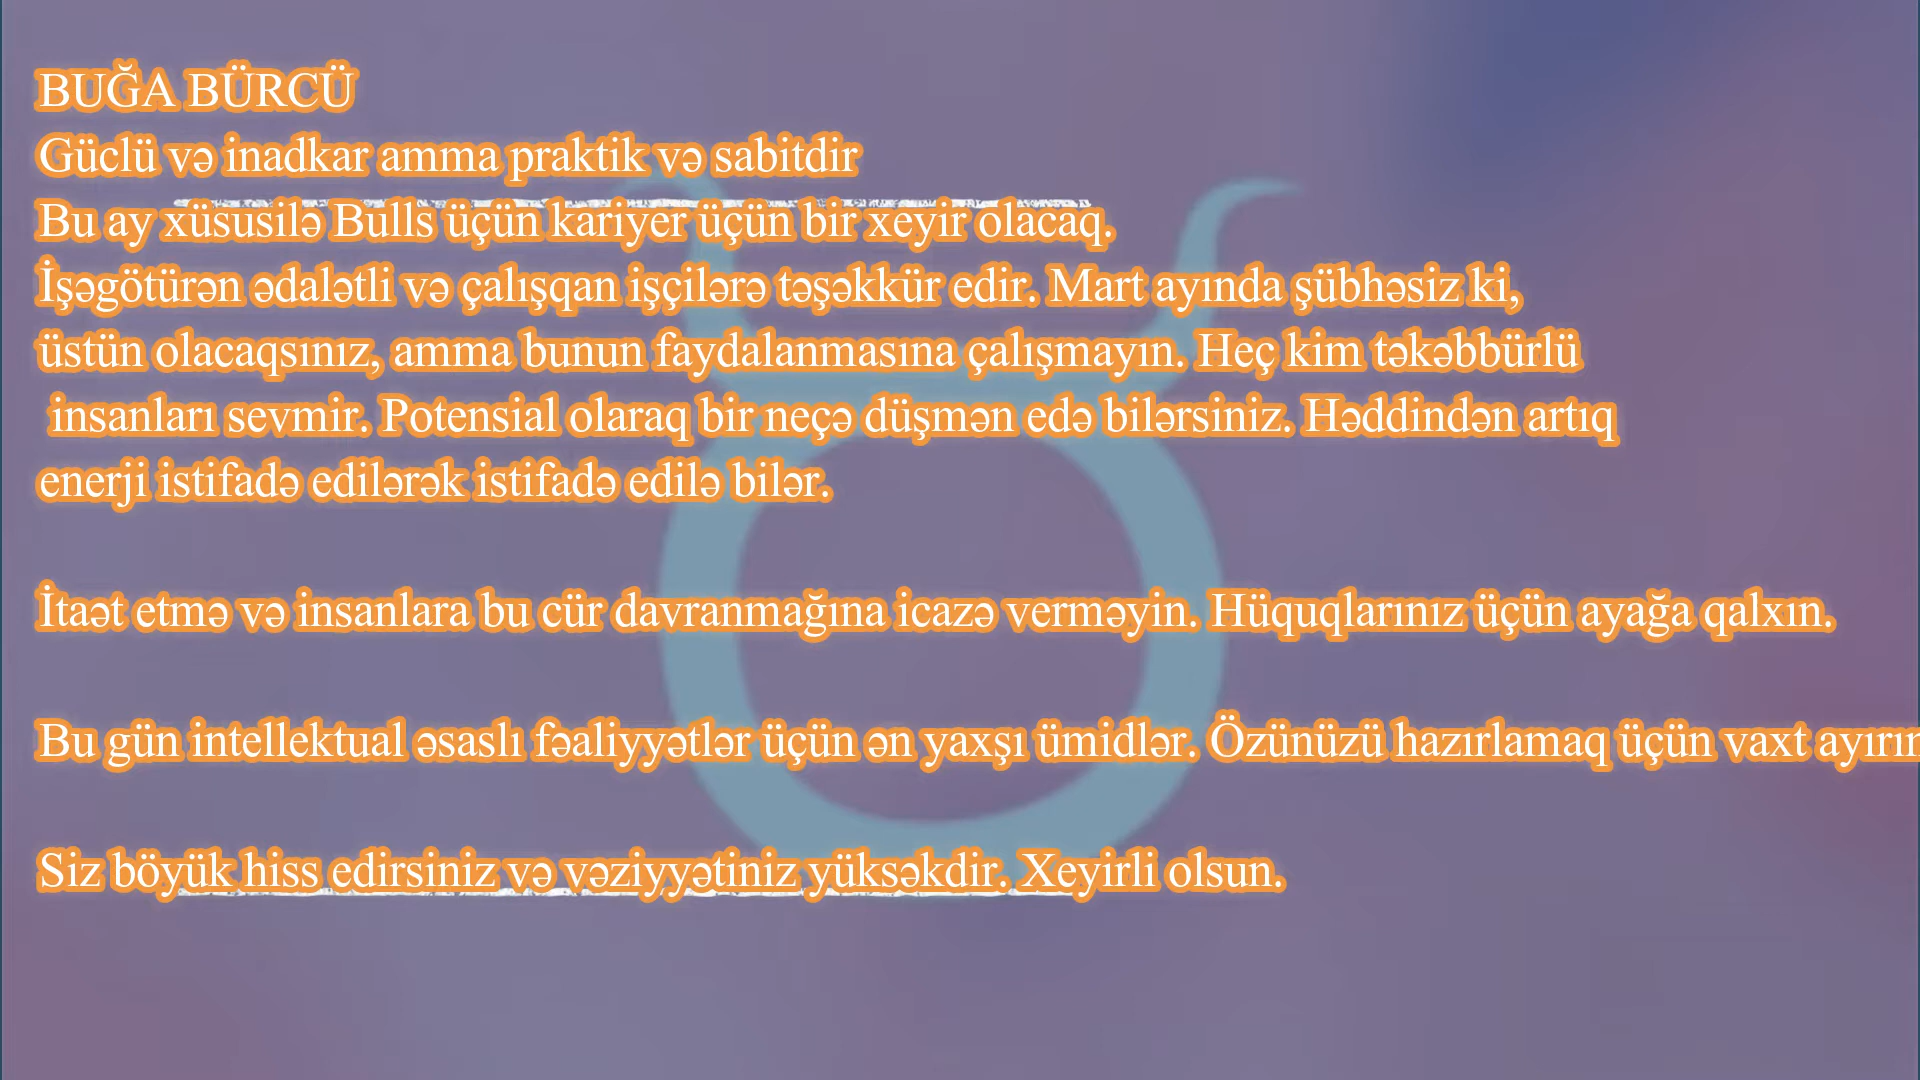 BUĞA BÜRCÜ
Güclü və inadkar amma praktik və sabitdir
Bu ay xüsusilə Bulls üçün kariyer üçün bir xeyir olacaq.
İşəgötürən ədalətli və çalışqan işçilərə təşəkkür edir. Mart ayında şübhəsiz ki,
üstün olacaqsınız, amma bunun faydalanmasına çalışmayın. Heç kim təkəbbürlü
insanları sevmir. Potensial olaraq bir neçə düşmən edə bilərsiniz. Həddindən artıq
enerji istifadə edilərək istifadə edilə bilər.
İtaət etmə və insanlara bu cür davranmağına icazə verməyin. Hüquqlarınız üçün ayağa qalxın.
Bu gün intellektual əsaslı fəaliyyətlər üçün ən yaxşı ümidlər. Özünüzü hazırlamaq üçün vaxt
Siz böyük hiss edirsiniz və vəziyyətiniz yüksəkdir. Xeyirli olsun.